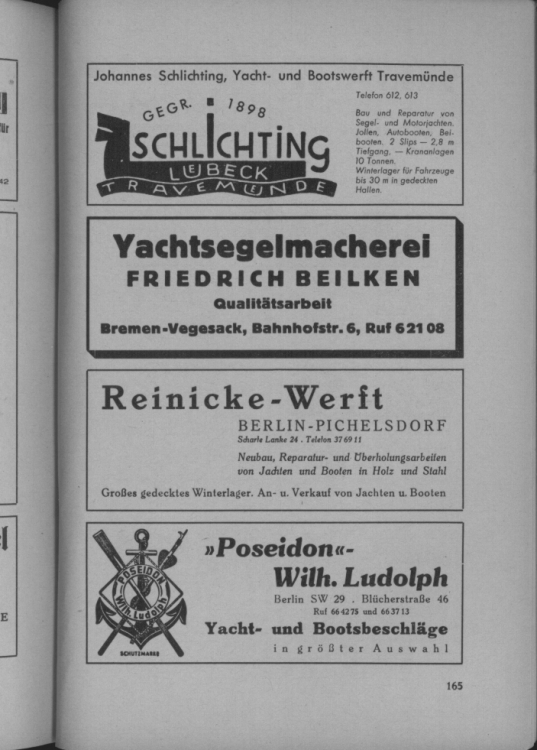 Johannes Schlichting, Yacht- und Bootswerft Travemünde
GEGR. 1898
SCHLICHTING
LÜBECK
TRAVEMÜNDE
Telefon 612, 613
Bau und Reparatur von
Segel- und Motorjachten,
Jollen, Autobooten, Bei-
booten. 2 Slips — 2,8 m
Tiefgang, — Krananlagen
10 Tonnen.
Winterlager für Fahrzeuge
bis 30 m in gedeckten
Hallen.
Yachtsegelmacherei
FRIEDRICH BEILKEN
Qualitätsarbeit
Bremen-Vegesack, Bahnhofstr. 6, Ruf 62108
Reinicke-Werft
BERLIN-PICHELSDORF
Scharfe Lanke 24 . Telefon 37 69 11
Neubau, Reparatur- und Überholungsarbeiten
von Jachten und Booten in Holz und Stahl
Großes gedecktes Winterlager. An- u. Verkauf von Jachten u. Booten
»Poseidon«-
Wilh. Ludolph
Berlin SW 29 . Blücherstraße 46
Ruf 664275 und 663713
Yacht- und Bootsbeschläge
in größter Auswahl
POSEIDON
Wilh. Ludolph
SCHUTZMARKE
165